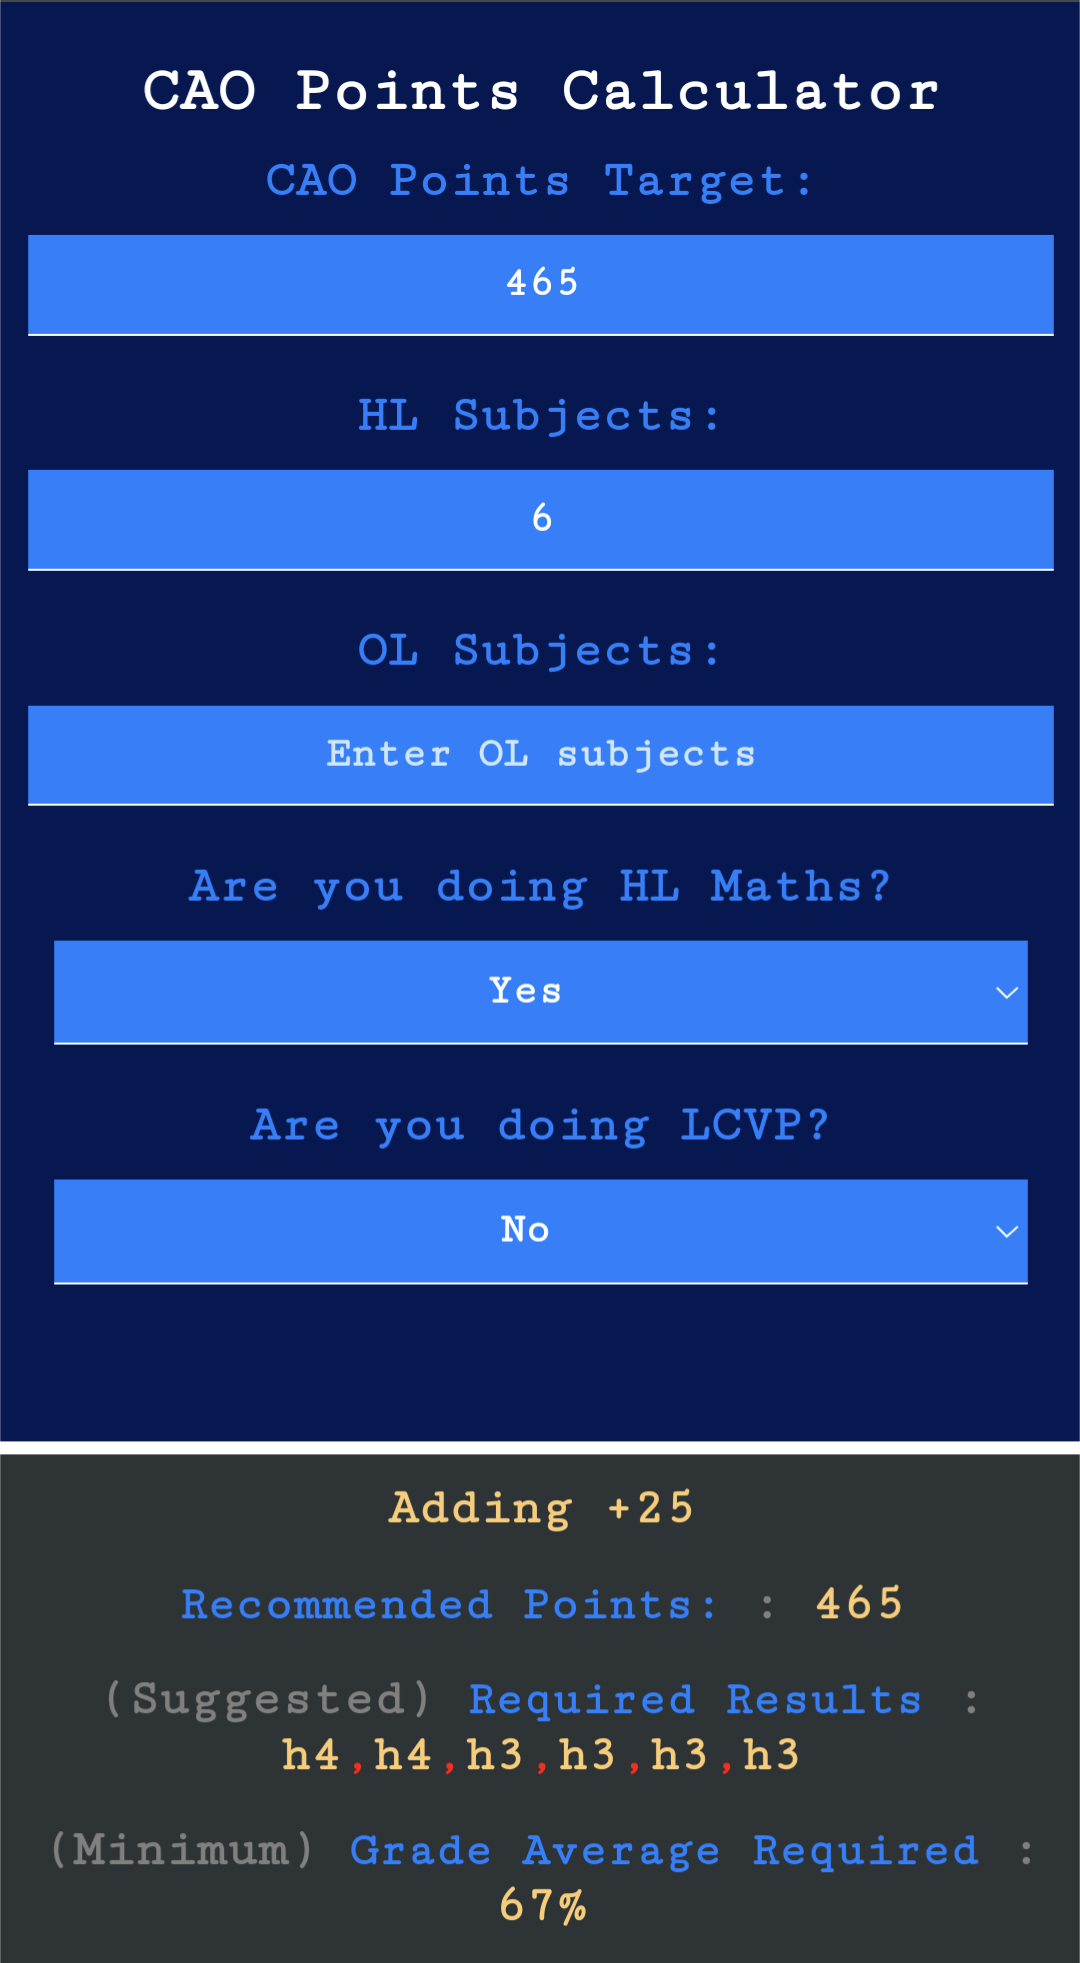 CAO Points Calculator
CAO Points Target:
465
HL Subjects:
6
OL Subjects:
Enter OL subjects
Are you doing HL Maths?
Yes
Are you doing LCVP?
No
Adding +25
Recommended Points: : 465
(Suggested) Required Results :
h4,h4,h3,h3,h3,h3
(Minimum) Grade Average Required :
67%